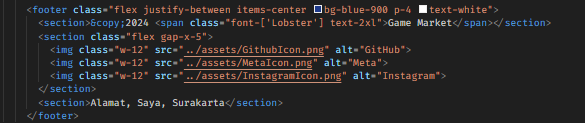 <footer class="flex justify-between items-center bg-blue-900 p-4 text-white">
<section>&copy;2024 <span class="font-['Lobster'] text-2xl">Game Market</span></section>
<section class="flex gap-x-5">
<img class="w-12" src="../assets/GithubIcon.png" alt="GitHub">
<img class="w-12" src="../assets/MetaIcon.png" alt="Meta">
<img class="w-12" src="../assets/InstagramIcon.png" alt="Instagram">
</section>
<section>Alamat, Saya, Surakarta</section>
</footer>